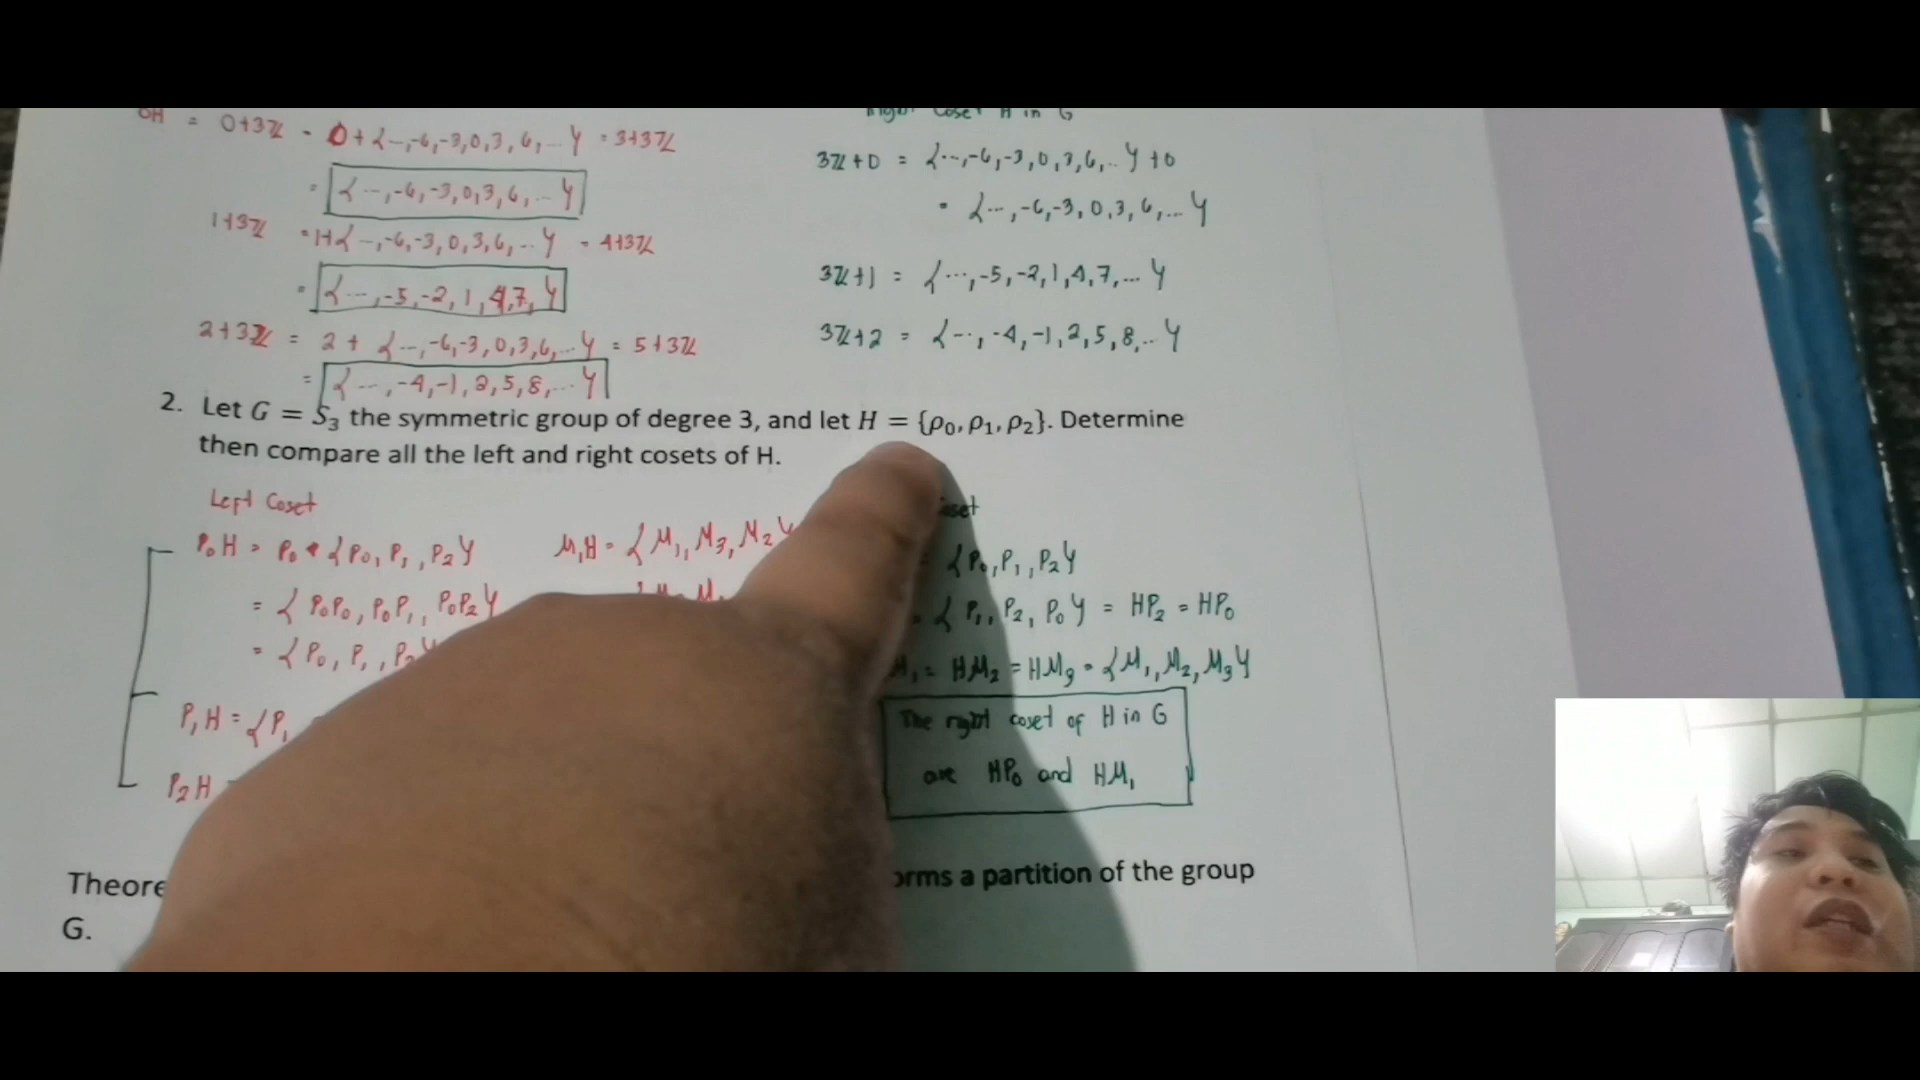 0H = 0+3ℤ = 0+{...,-6,-3,0,3,6,...} = 3+3ℤ
= {...,-6,-3,0,3,6,...}
1+3ℤ = 1+{...,-6,-3,0,3,6,...} = 4+3ℤ
= {...,-5,-2,1,4,7,}
2+3ℤ = 2+{...,-6,-3,0,3,6,...} = 5+3ℤ
= {...,-4,-1,2,5,8,...}
Right Coset H in G
3ℤ+0 = {...,-6,-3,0,3,6,...}+0
= {...,-6,-3,0,3,6,...}
3ℤ+1 = {...,-5,-2,1,4,7,...}
3ℤ+2 = {...,-4,-1,2,5,8,...}
2. Let G = S₃ the symmetric group of degree 3, and let H = {ρ₀, ρ₁, ρ₂}. Determine
then compare all the left and right cosets of H.
Left Coset
ρ₀H = ρ₀ * {ρ₀, ρ₁, ρ₂}
= {ρ₀ρ₀, ρ₀ρ₁, ρ₀ρ₂}
= {ρ₀, ρ₁, ρ₂}
ρ₁H = {ρ₁
ρ₂H
μ₁H = {μ₁, μ₃, μ₂}
= {ρ₀, ρ₁, ρ₂}
= {ρ₁, ρ₂, ρ₀} = Hρ₂ = Hρ₀
= Hμ₂ = Hμ₃ = {μ₁, μ₂, μ₃}
The right coset of H in G
are Hρ₀ and Hμ₁
orms a partition of the group
G.